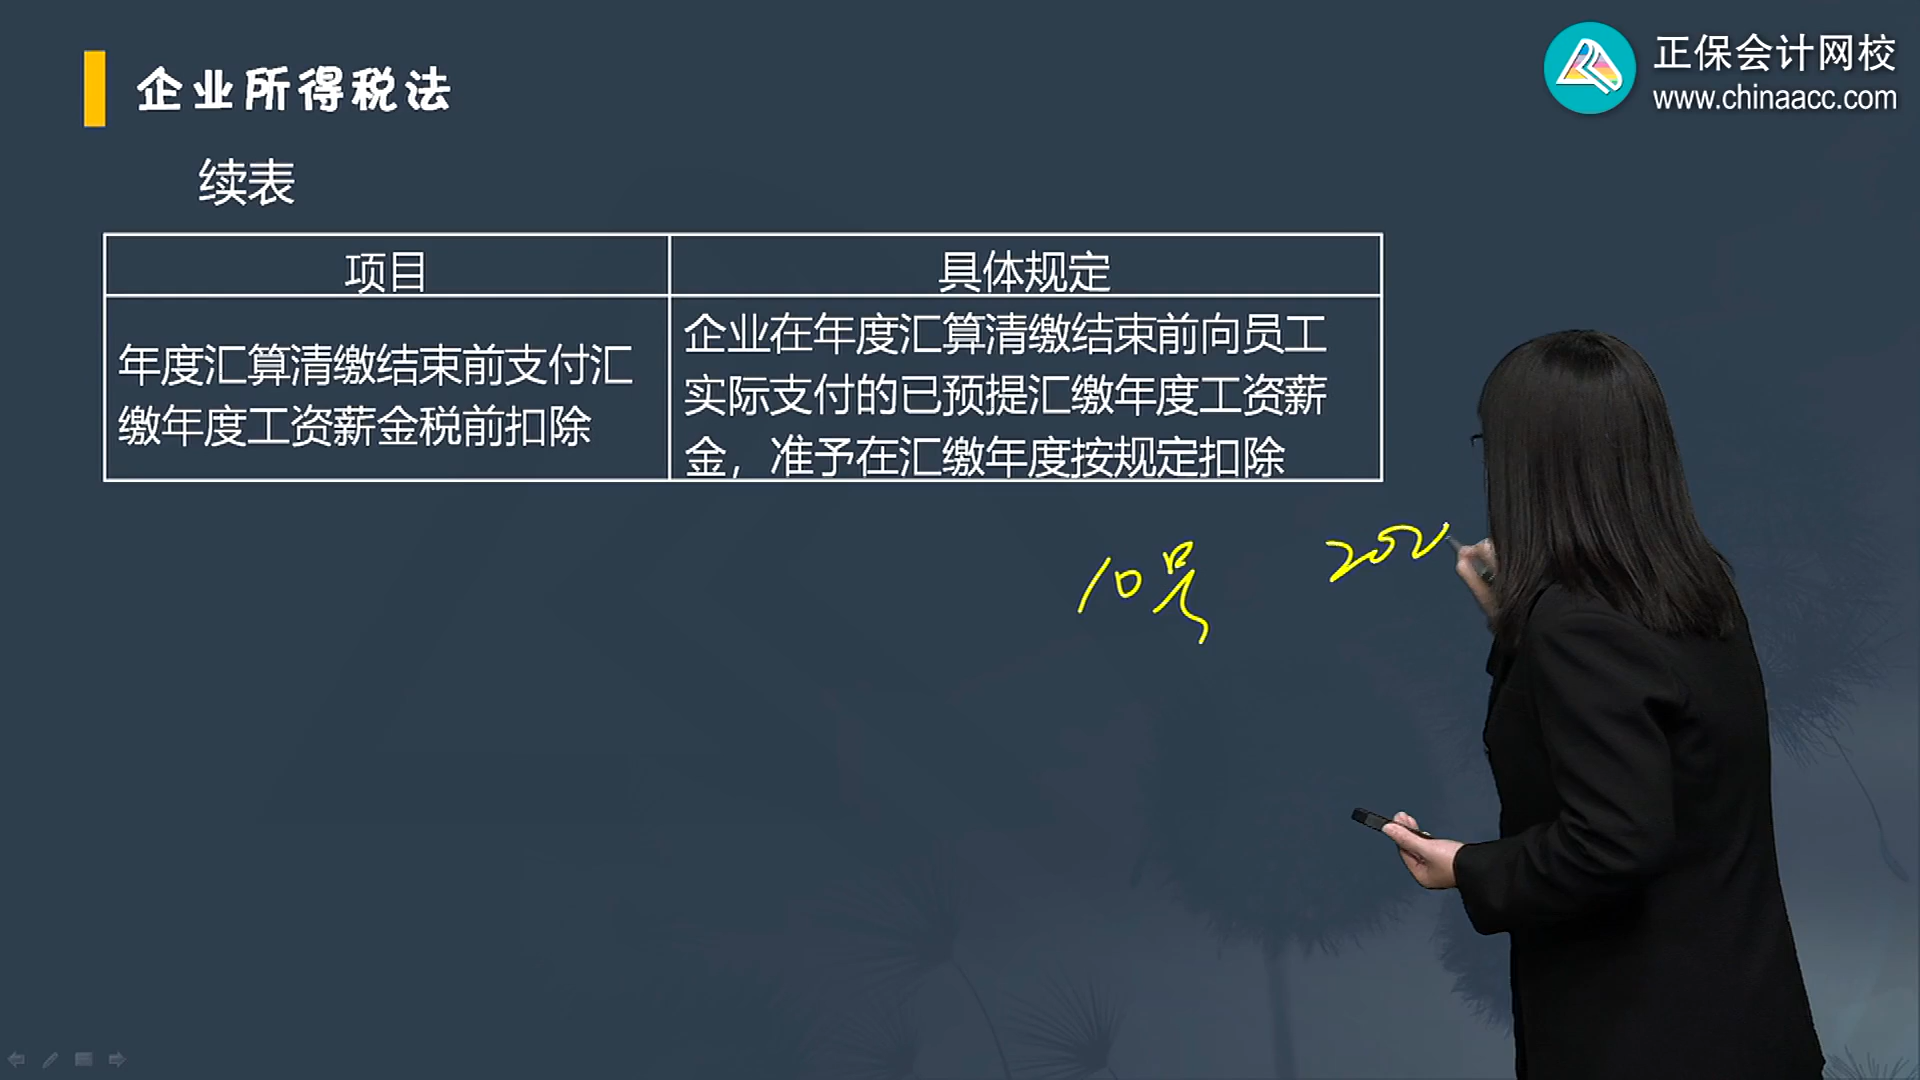 企业所得税法
正保会计网校
www.chinaacc.com
续表
项目
具体规定
年度汇算清缴结束前支付汇
缴年度工资薪金税前扣除
企业在年度汇算清缴结束前向员工
实际支付的已预提汇缴年度工资薪
金，准予在汇缴年度按规定扣除
10号
202